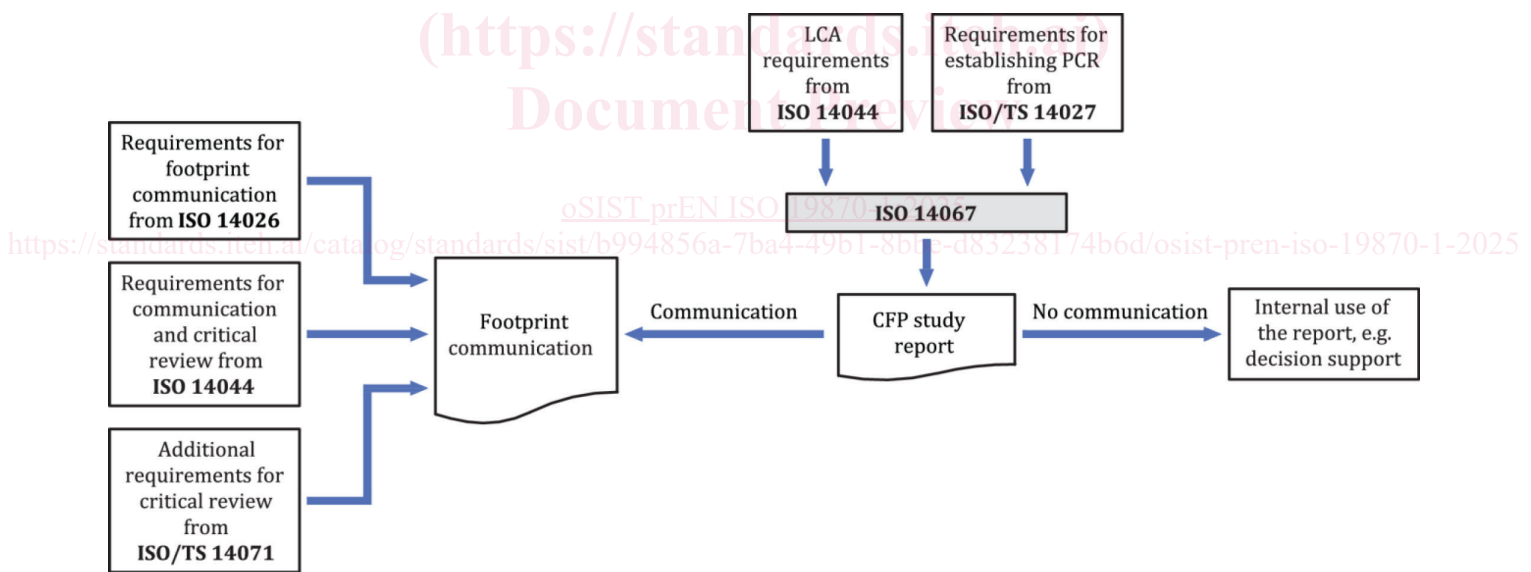 (https://standards.iteh.ai)
Document Preview
oSIST prEN ISO 19870-1:2025
https://standards.iteh.ai/catalog/standards/sist/b994856a-7ba4-49b1-8bbe-d83238174b6d/osist-pren-iso-19870-1-2025
LCA
requirements
from
ISO 14044
Requirements for
establishing PCR
from
ISO/TS 14027
ISO 14067
Requirements for
footprint
communication
from ISO 14026
Requirements for
communication
and critical
review from
ISO 14044
Additional
requirements for
critical review
from
ISO/TS 14071
Footprint
communication
Communication
CFP study
report
No communication
Internal use of
the report, e.g.
decision support